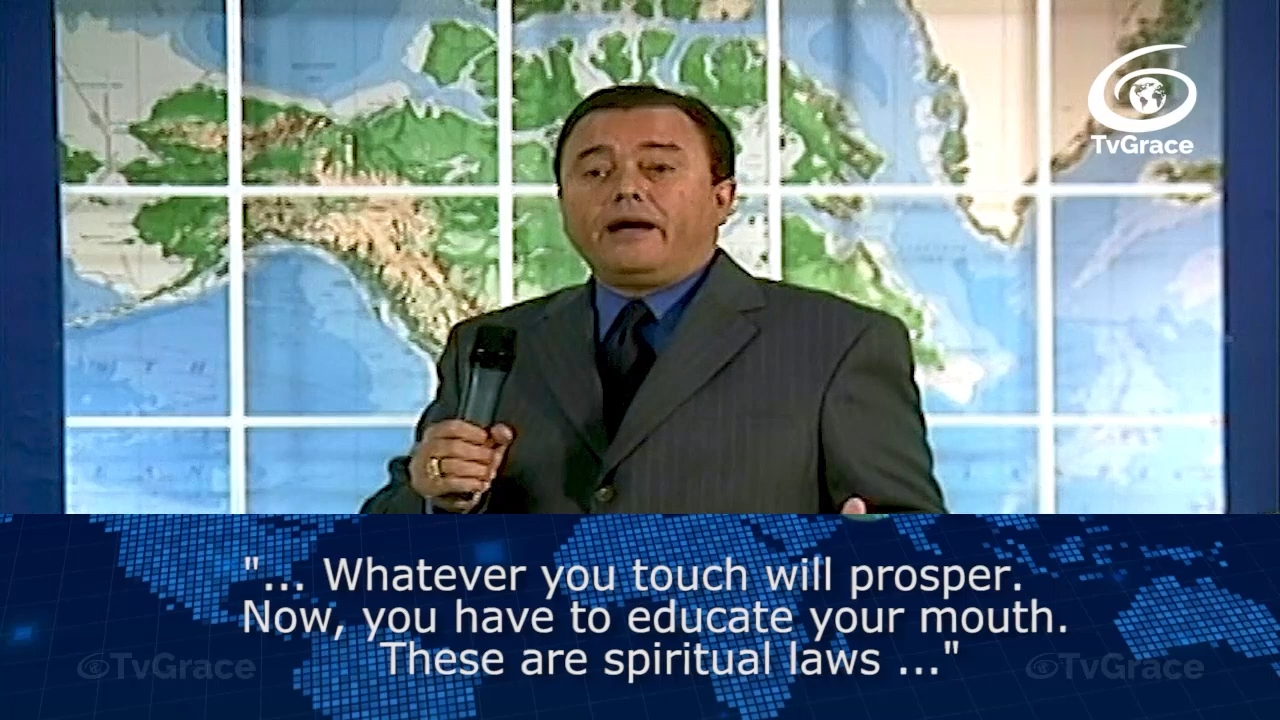 TvGrace
"... Whatever you touch will prosper.
Now, you have to educate your mouth.
These are spiritual laws ..."
TvGrace
TvGrace